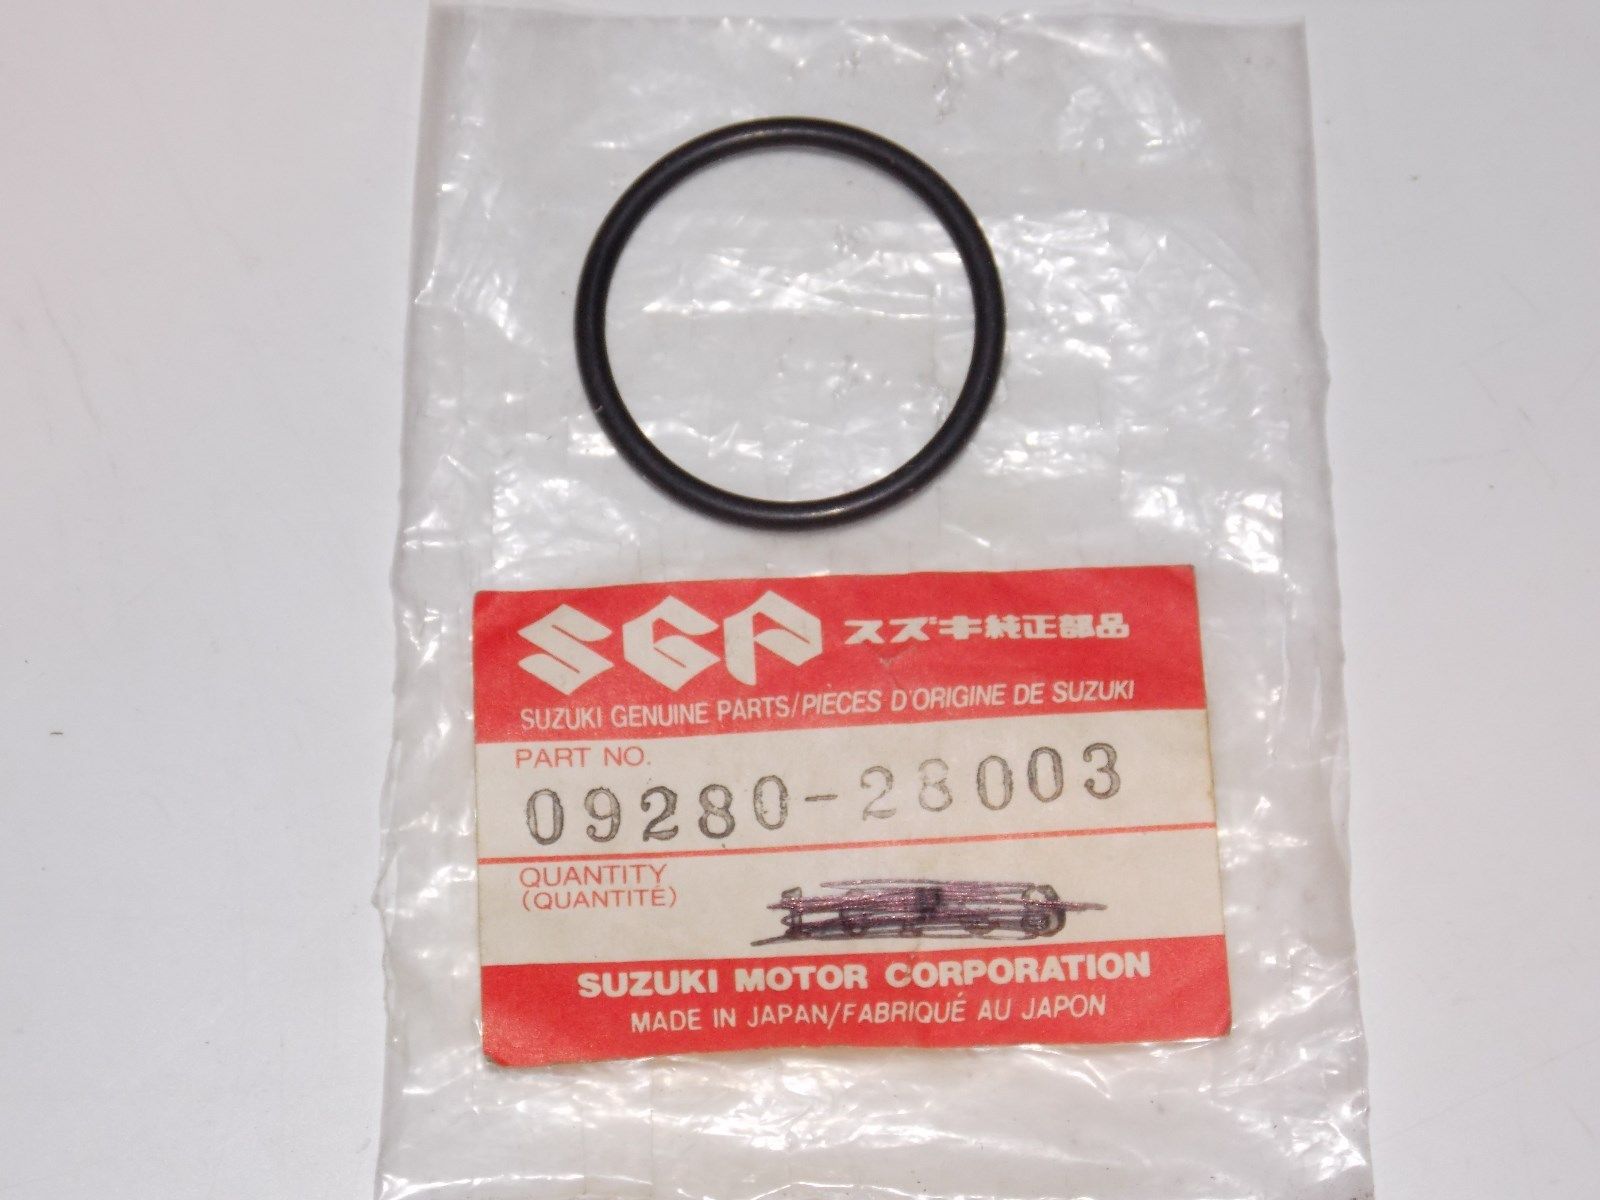 SGP スズキ純正部品
SUZUKI GENUINE PARTS/PIÈCES D'ORIGINE DE SUZUKI
PART NO.
09280-28003
QUANTITY
(QUANTITÉ)
SUZUKI MOTOR CORPORATION
MADE IN JAPAN/FABRIQUÉ AU JAPON